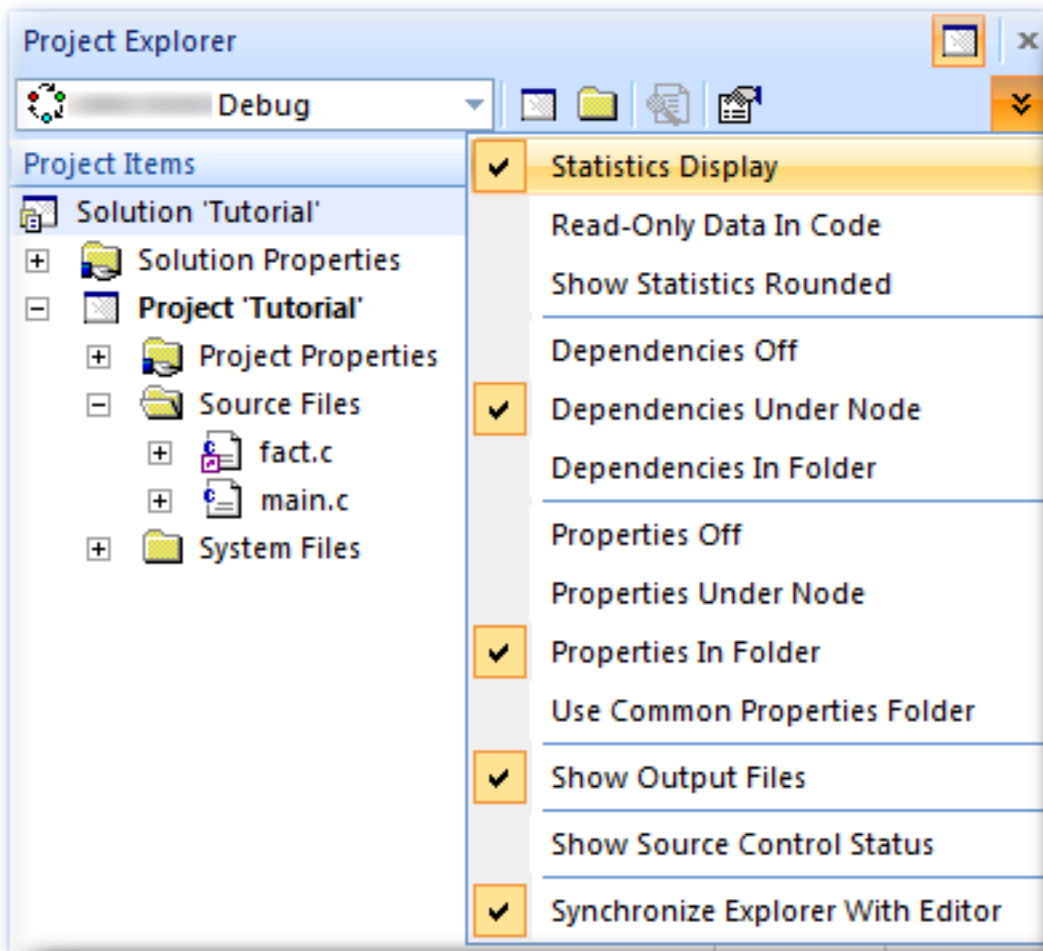 Project Explorer
Debug
Project Items
Solution 'Tutorial'
Solution Properties
Project 'Tutorial'
Project Properties
Source Files
fact.c
main.c
System Files
Statistics Display
Read-Only Data In Code
Show Statistics Rounded
Dependencies Off
Dependencies Under Node
Dependencies In Folder
Properties Off
Properties Under Node
Properties In Folder
Use Common Properties Folder
Show Output Files
Show Source Control Status
Synchronize Explorer With Editor